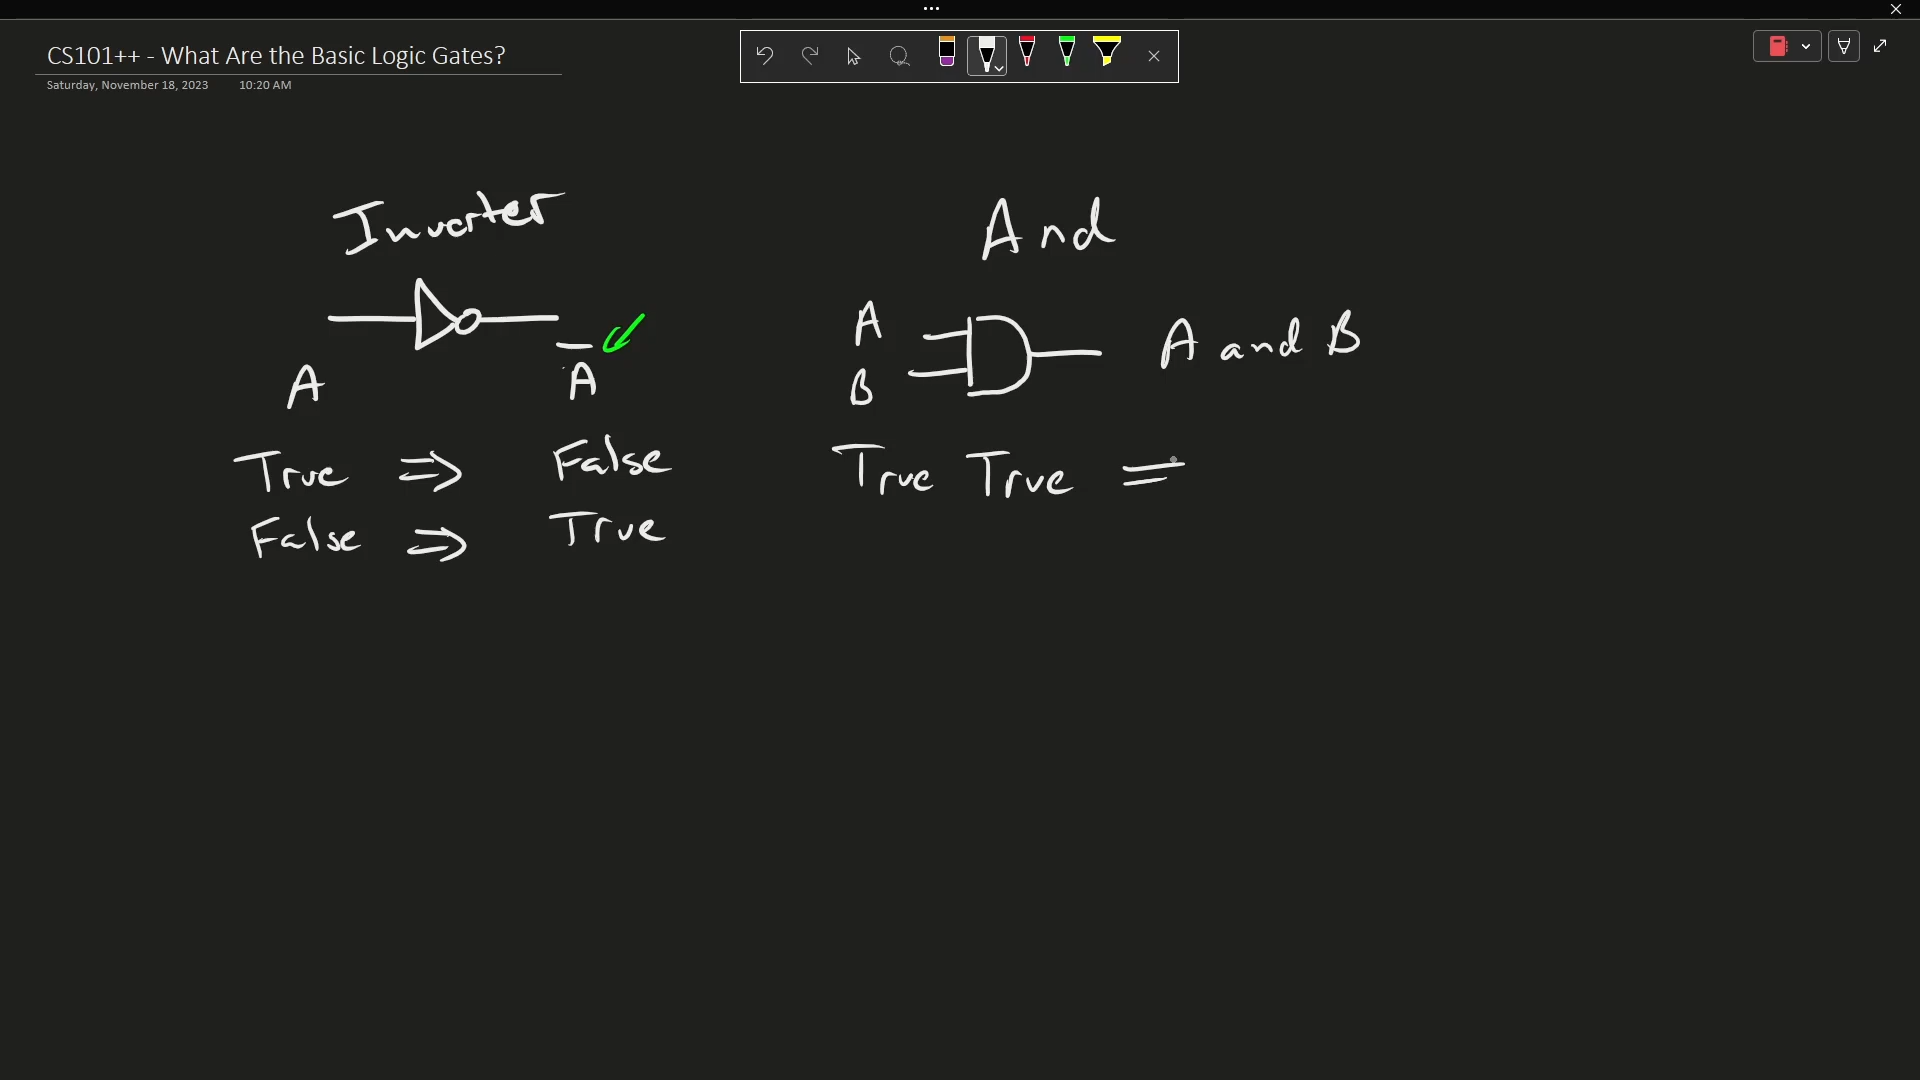 CS101++ - What Are the Basic Logic Gates?
Saturday, November 18, 2023 10:20 AM
Inverter
A
A̅
True ⇒ False
False ⇒ True
And
A
B
A and B
True True =